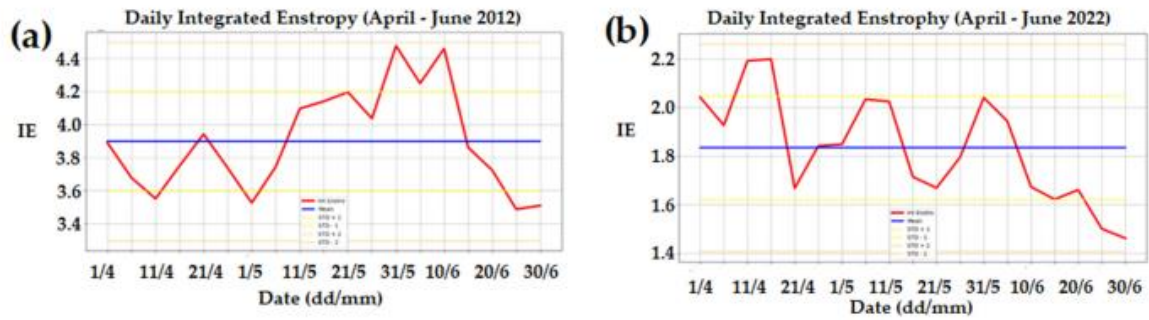 (a)
Daily Integrated Enstropy (April - June 2012)
4.4
4.2
4.0
3.8
3.6
3.4
IE
Mean
1/4 11/4 21/4 1/5 11/5 21/5 31/5 10/6 20/6 30/6
Date (dd/mm)
(b)
Daily Integrated Enstrophy (April - June 2022)
2.2
2.0
1.8
1.6
1.4
IE
Mean
1/4 11/4 21/4 1/5 11/5 21/5 31/5 10/6 20/6 30/6
Date (dd/mm)